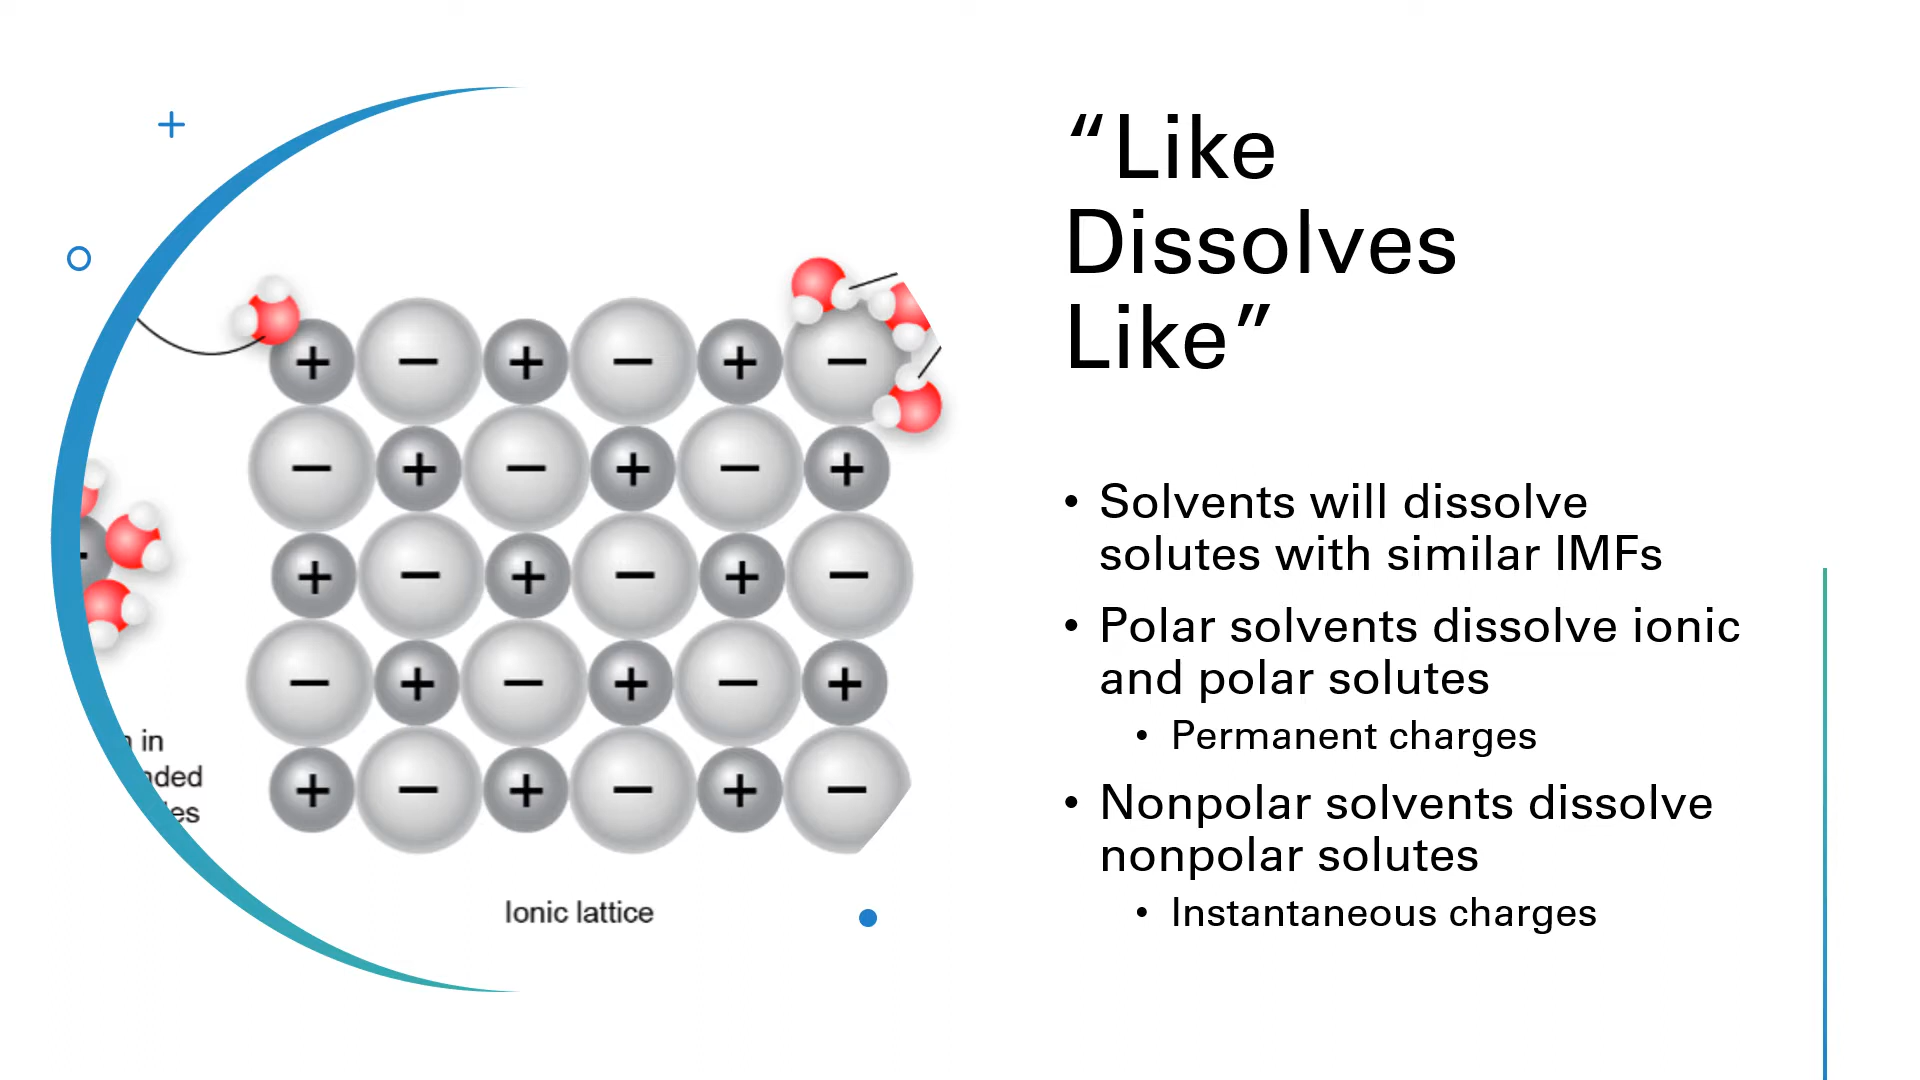 “Like
Dissolves
Like”
• Solvents will dissolve
solutes with similar IMFs
• Polar solvents dissolve ionic
and polar solutes
• Permanent charges
• Nonpolar solvents dissolve
nonpolar solutes
• Instantaneous charges
+ − + − + −
− + − + − +
+ − + − + −
− + − + − +
+ − + − + −
in
Ionic lattice